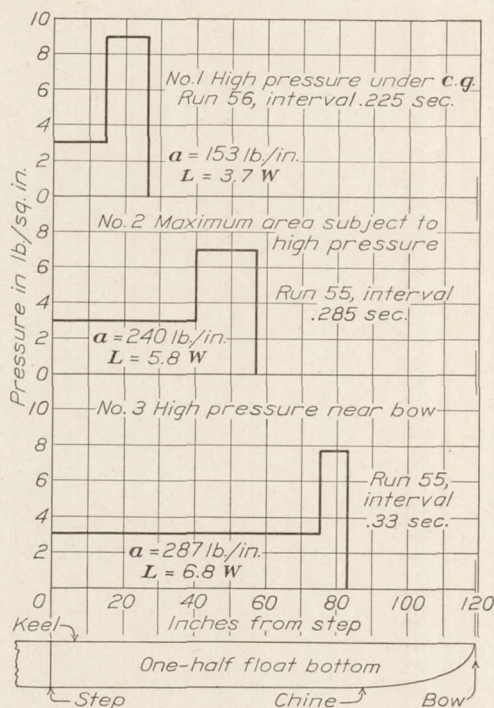 10
8
6
4
2
0
No.1 High pressure under c.g.
Run 56, interval .225 sec.
a = 153 lb./in.
L = 3.7 W
Pressure in lb./sq. in.
8
6
4
2
0
No.2 Maximum area subject to
high pressure
Run 55, interval
.285 sec.
a = 240 lb./in.
L = 5.8 W
10
8
6
4
2
No.3 High pressure near bow
Run 55,
interval
.33 sec.
a = 287 lb./in.
L = 6.8 W
0 20 40 60 80 100 120
Inches from step
Keel
One-half float bottom
Step Chine Bow